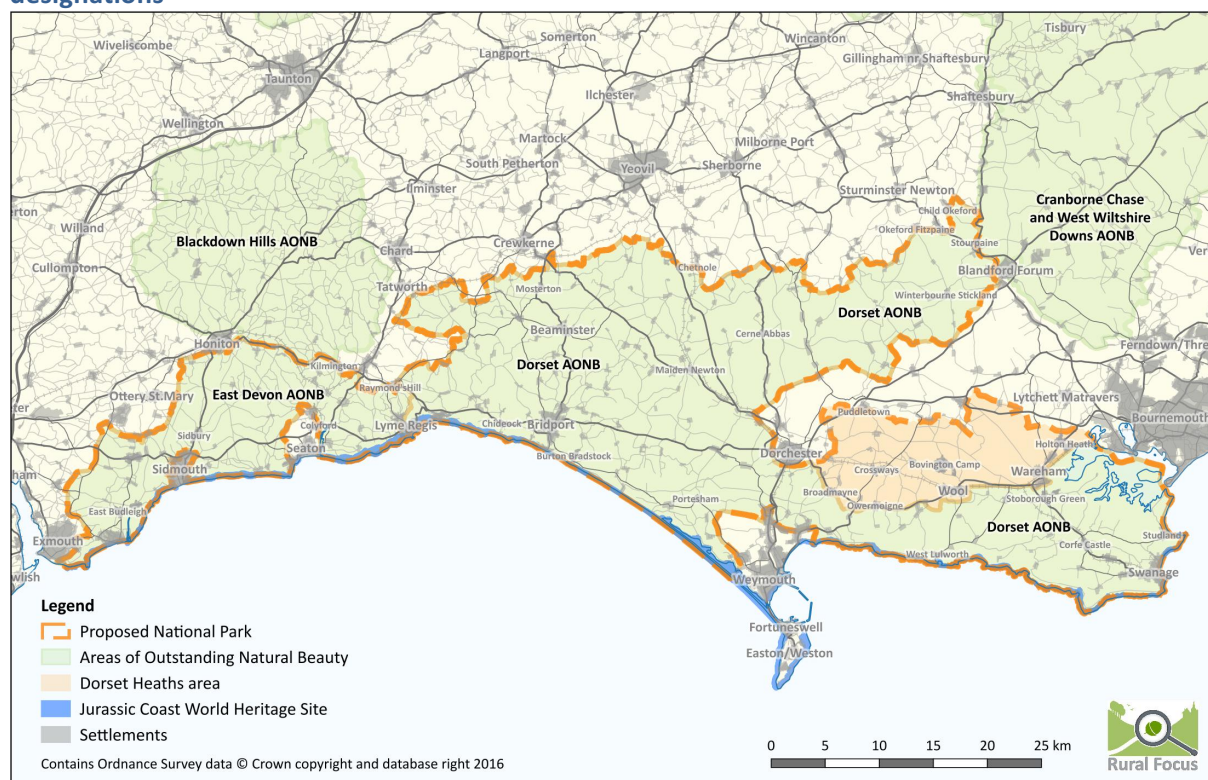 designations
Wiveliscombe
Somerton
Wincanton
Tisbury
Langport
Gillingham nr Shaftesbury
Taunton
Ilchester
Shaftesbury
Wellington
Martock
Milborne Port
South Petherton
Yeovil
Sherborne
Ilminster
Sturminster Newton
Cranborne Chase
and West Wiltshire
Downs AONB
erton
Willand
Child Okeford
Okeford Fitzpaine
Blackdown Hills AONB
Chard
Crewkerne
Stourpaine
Ver
Cullompton
Chetnole
Blandford Forum
Tatworth
Mosterton
Winterbourne Stickland
Dorset AONB
Beaminster
Cerne Abbas
Honiton
Ferndown/Thre
Kilmington
Dorset AONB
Maiden Newton
East Devon AONB
Raymond'sHill
Ottery St.Mary
Lytchett Matravers
ter
Colyford
Lyme Regis
Chideock
Bridport
Puddletown
Bournemouth
Sidbury
Seaton
Burton Bradstock
Dorchester
Holton Heath
Sidmouth
Crossways
Bovington Camp
Wareham
ham
Portesham
Broadmayne
Wool
Stoborough Green
East Budleigh
Owermoigne
Dorset AONB
Exmouth
Studland
West Lulworth
Corfe Castle
wlish
Weymouth
Swanage
Legend
Fortuneswell
Proposed National Park
Easton/Weston
Areas of Outstanding Natural Beauty
Dorset Heaths area
Jurassic Coast World Heritage Site
Settlements
0 5 10 15 20 25 km
Contains Ordnance Survey data © Crown copyright and database right 2016
Rural Focus